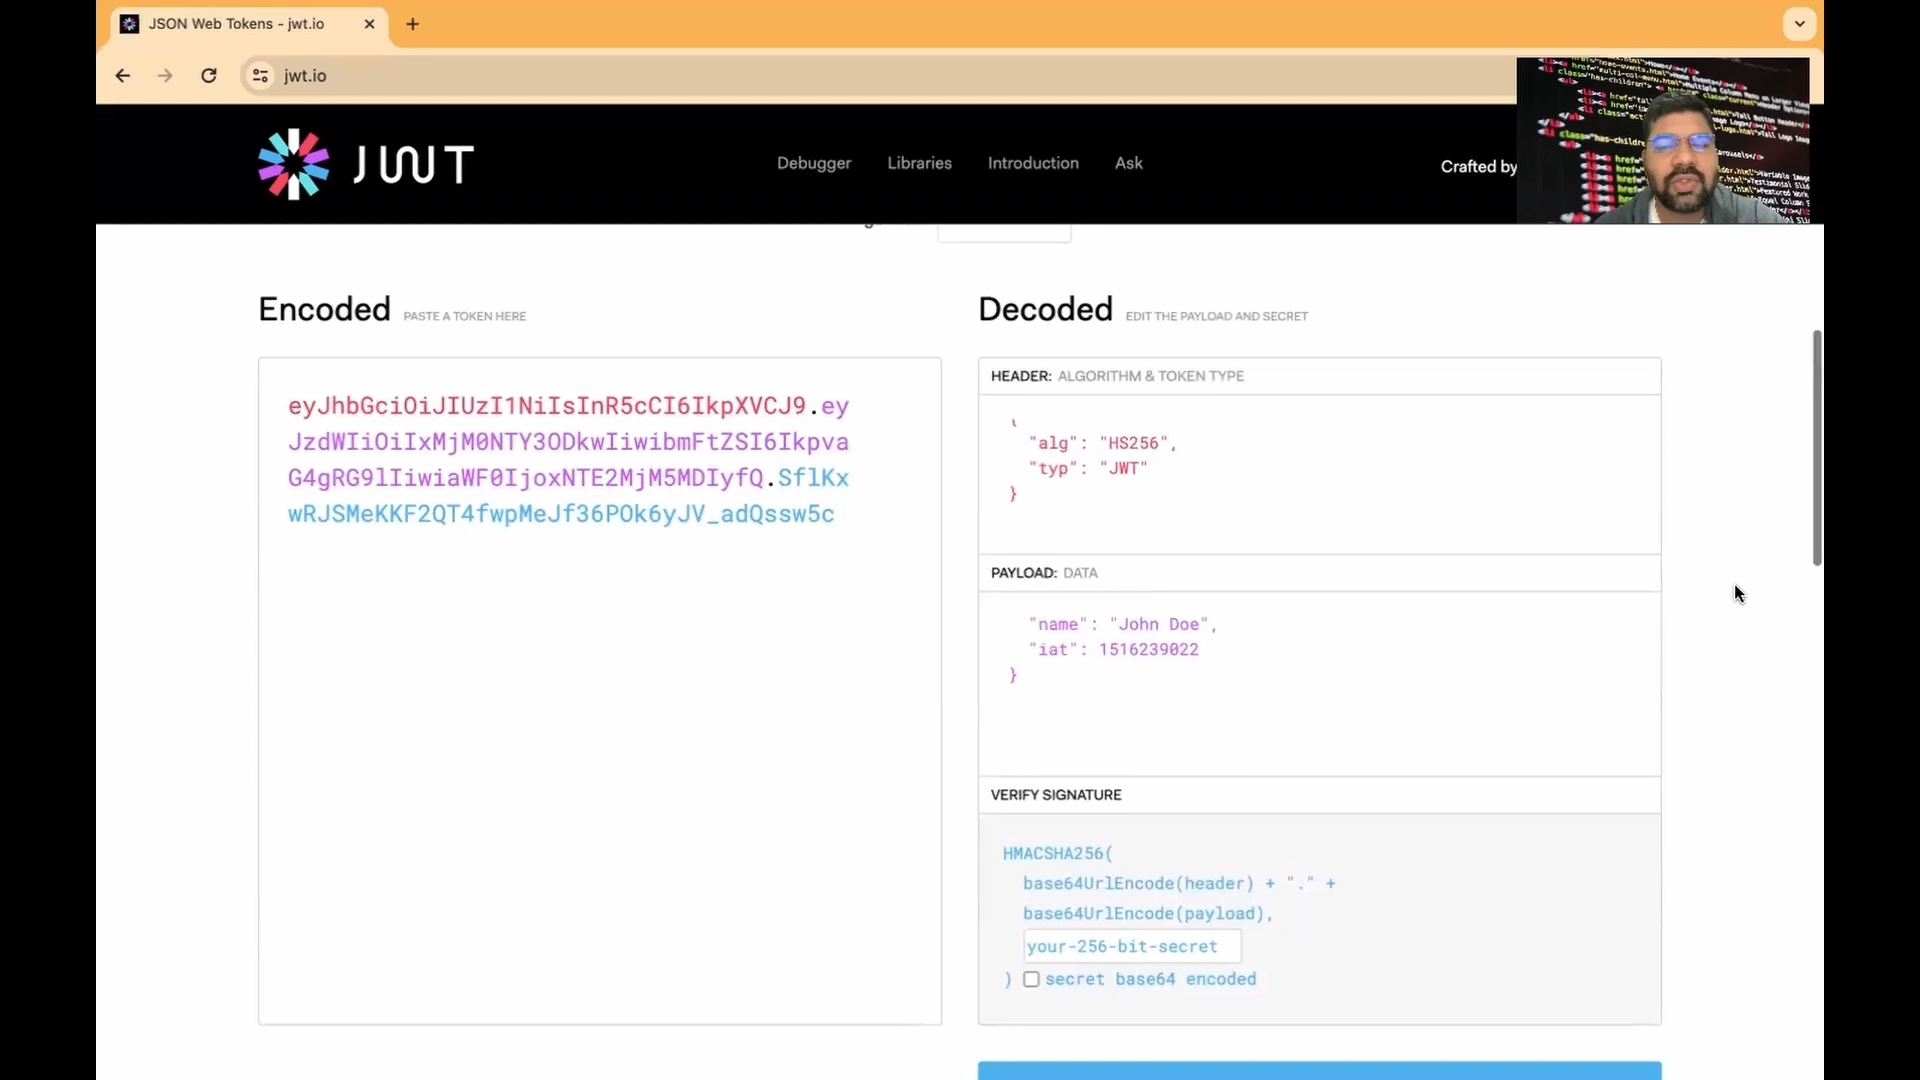 JSON Web Tokens - jwt.io
jwt.io
JWT
Debugger Libraries Introduction Ask
Crafted by
Encoded PASTE A TOKEN HERE
eyJhbGciOiJIUzI1NiIsInR5cCI6IkpXVCJ9.ey
JzdWIiOiIxMjM0NTY3ODkwIiwibmFtZSI6Ikpva
G4gRG9lIiwiaWF0IjoxNTE2MjM5MDIyfQ.SflKx
wRJSMeKKF2QT4fwpMeJf36POk6yJV_adQssw5c
Decoded EDIT THE PAYLOAD AND SECRET
HEADER: ALGORITHM & TOKEN TYPE
"alg": "HS256",
"typ": "JWT"
}
PAYLOAD: DATA
"name": "John Doe",
"iat": 1516239022
}
VERIFY SIGNATURE
HMACSHA256(
base64UrlEncode(header) + "." +
base64UrlEncode(payload),
your-256-bit-secret
) secret base64 encoded